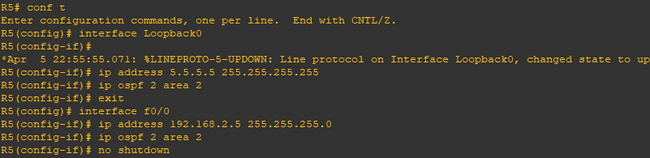 R5# conf t
Enter configuration commands, one per line.  End with CNTL/Z.
R5(config)# interface Loopback0
R5(config-if)#
*Apr  5 22:55:55.071: %LINEPROTO-5-UPDOWN: Line protocol on Interface Loopback0, changed state to up
R5(config-if)# ip address 5.5.5.5 255.255.255.255
R5(config-if)# ip ospf 2 area 2
R5(config-if)# exit
R5(config)# interface f0/0
R5(config-if)# ip address 192.168.2.5 255.255.255.0
R5(config-if)# ip ospf 2 area 2
R5(config-if)# no shutdown